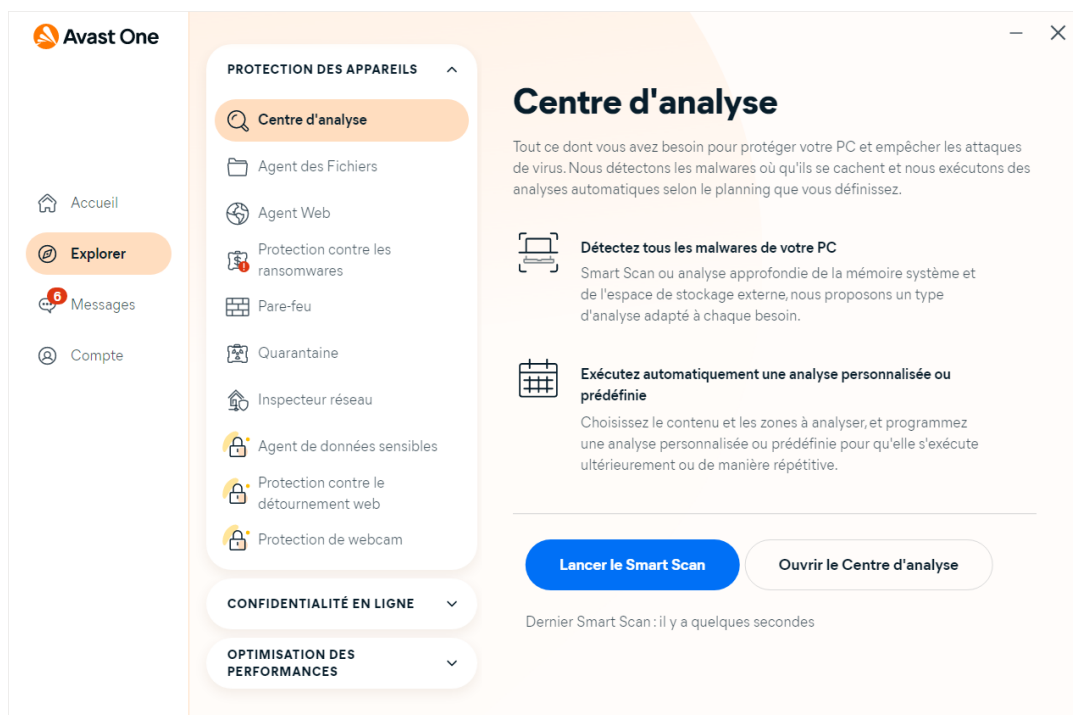 Avast One
Accueil
Explorer
6
Messages
Compte
PROTECTION DES APPAREILS
Centre d'analyse
Agent des Fichiers
Agent Web
Protection contre les
ransomwares
Pare-feu
Quarantaine
Inspecteur réseau
Agent de données sensibles
Protection contre le
détournement web
Protection de webcam
CONFIDENTIALITÉ EN LIGNE
OPTIMISATION DES
PERFORMANCES
Centre d'analyse
Tout ce dont vous avez besoin pour protéger votre PC et empêcher les attaques
de virus. Nous détectons les malwares où qu'ils se cachent et nous exécutons des
analyses automatiques selon le planning que vous définissez.
Détectez tous les malwares de votre PC
Smart Scan ou analyse approfondie de la mémoire système et
de l'espace de stockage externe, nous proposons un type
d'analyse adapté à chaque besoin.
Exécutez automatiquement une analyse personnalisée ou
prédéfinie
Choisissez le contenu et les zones à analyser, et programmez
une analyse personnalisée ou prédéfinie pour qu'elle s'exécute
ultérieurement ou de manière répétitive.
Lancer le Smart Scan
Ouvrir le Centre d'analyse
Dernier Smart Scan : il y a quelques secondes